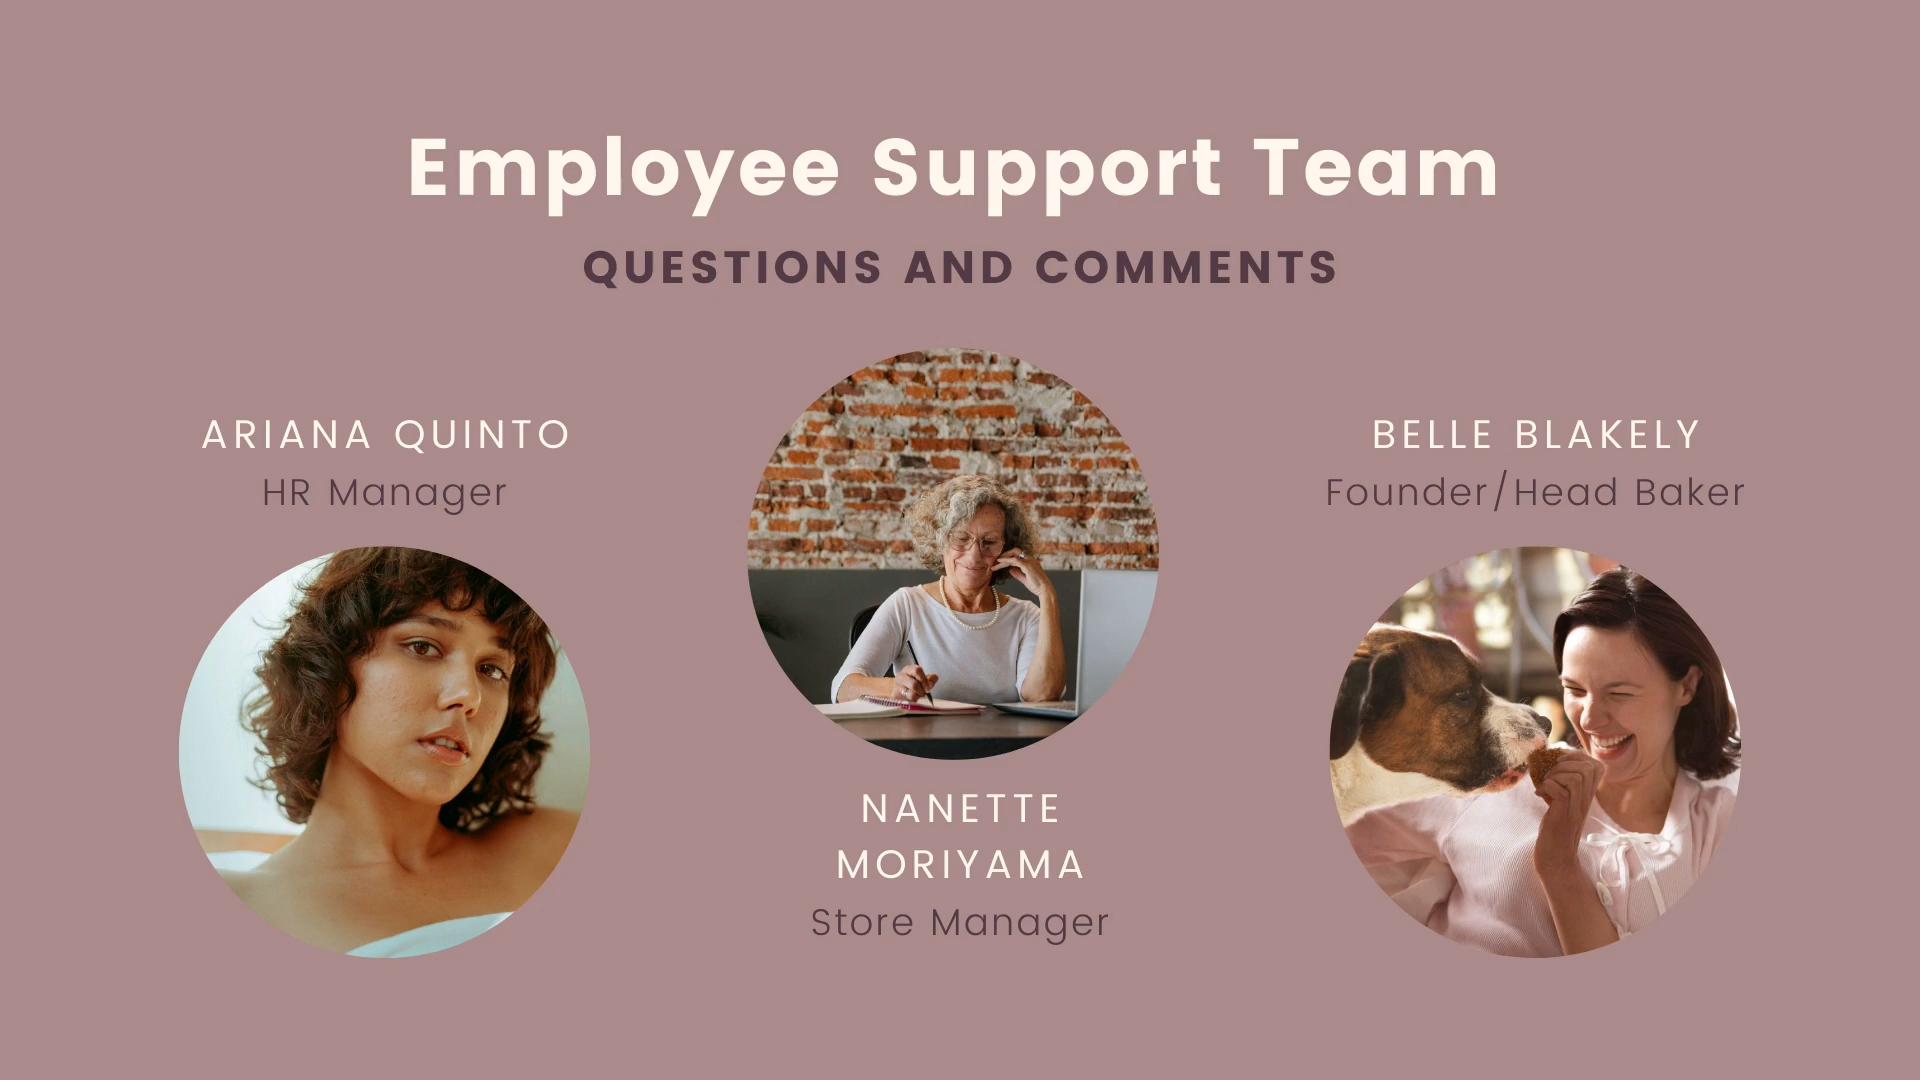 Employee Support Team
QUESTIONS AND COMMENTS
ARIANA QUINTO
HR Manager
NANETTE
MORIYAMA
Store Manager
BELLE BLAKELY
Founder/Head Baker